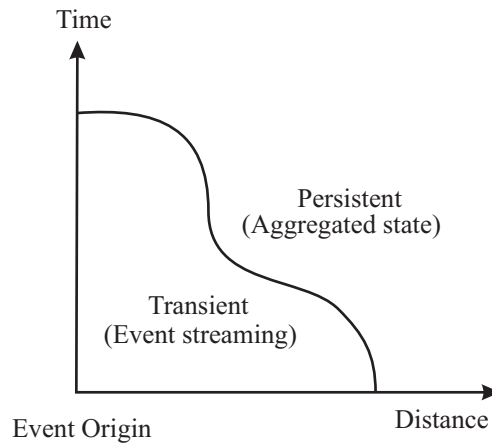 Time
Persistent
(Aggregated state)
Transient
(Event streaming)
Event Origin
Distance